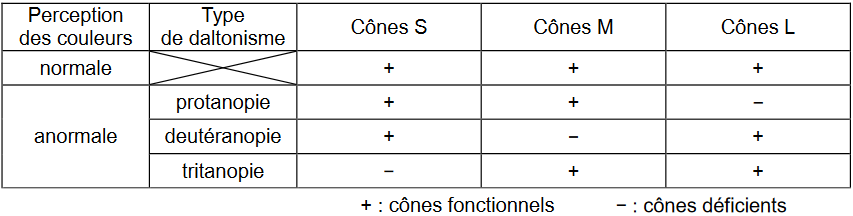 Perception des couleurs | Type de daltonisme | Cônes S | Cônes M | Cônes L
normale | | + | + | +
anormale | protanopie | + | + | −
deutéranopie | + | − | +
tritanopie | − | + | +
+ : cônes fonctionnels − : cônes déficients